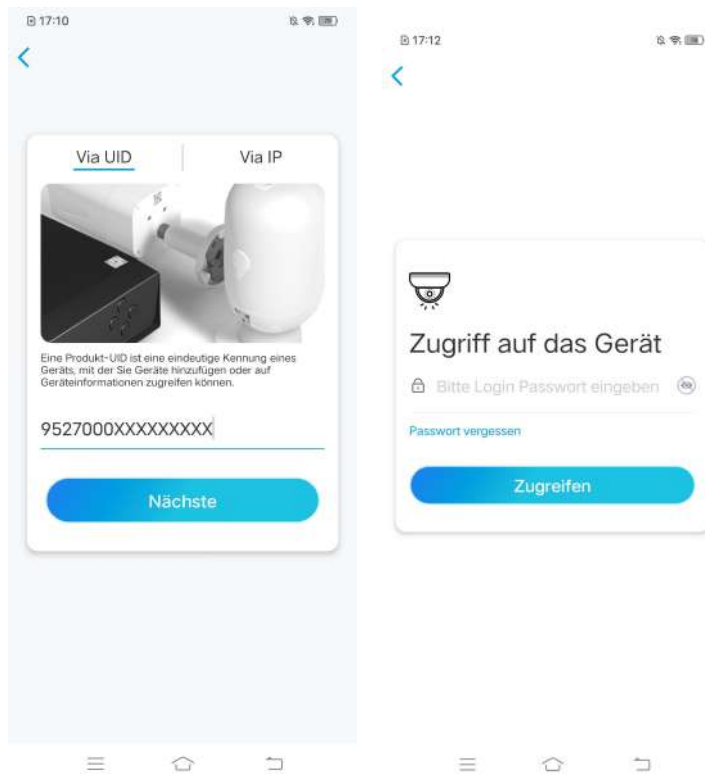 17:10
Via UID
Via IP
Eine Produkt-UID ist eine eindeutige Kennung eines
Geräts, mit der Sie Geräte hinzufügen oder auf
Geräteinformationen zugreifen können.
9527000XXXXXXXXX
Nächste
17:12
Zugriff auf das Gerät
Bitte Login Passwort eingeben
Passwort vergessen
Zugreifen